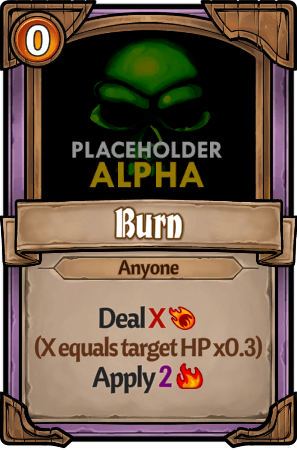 0
PLACEHOLDER
ALPHA
Burn
Anyone
Deal X
(X equals target HP x0.3)
Apply 2